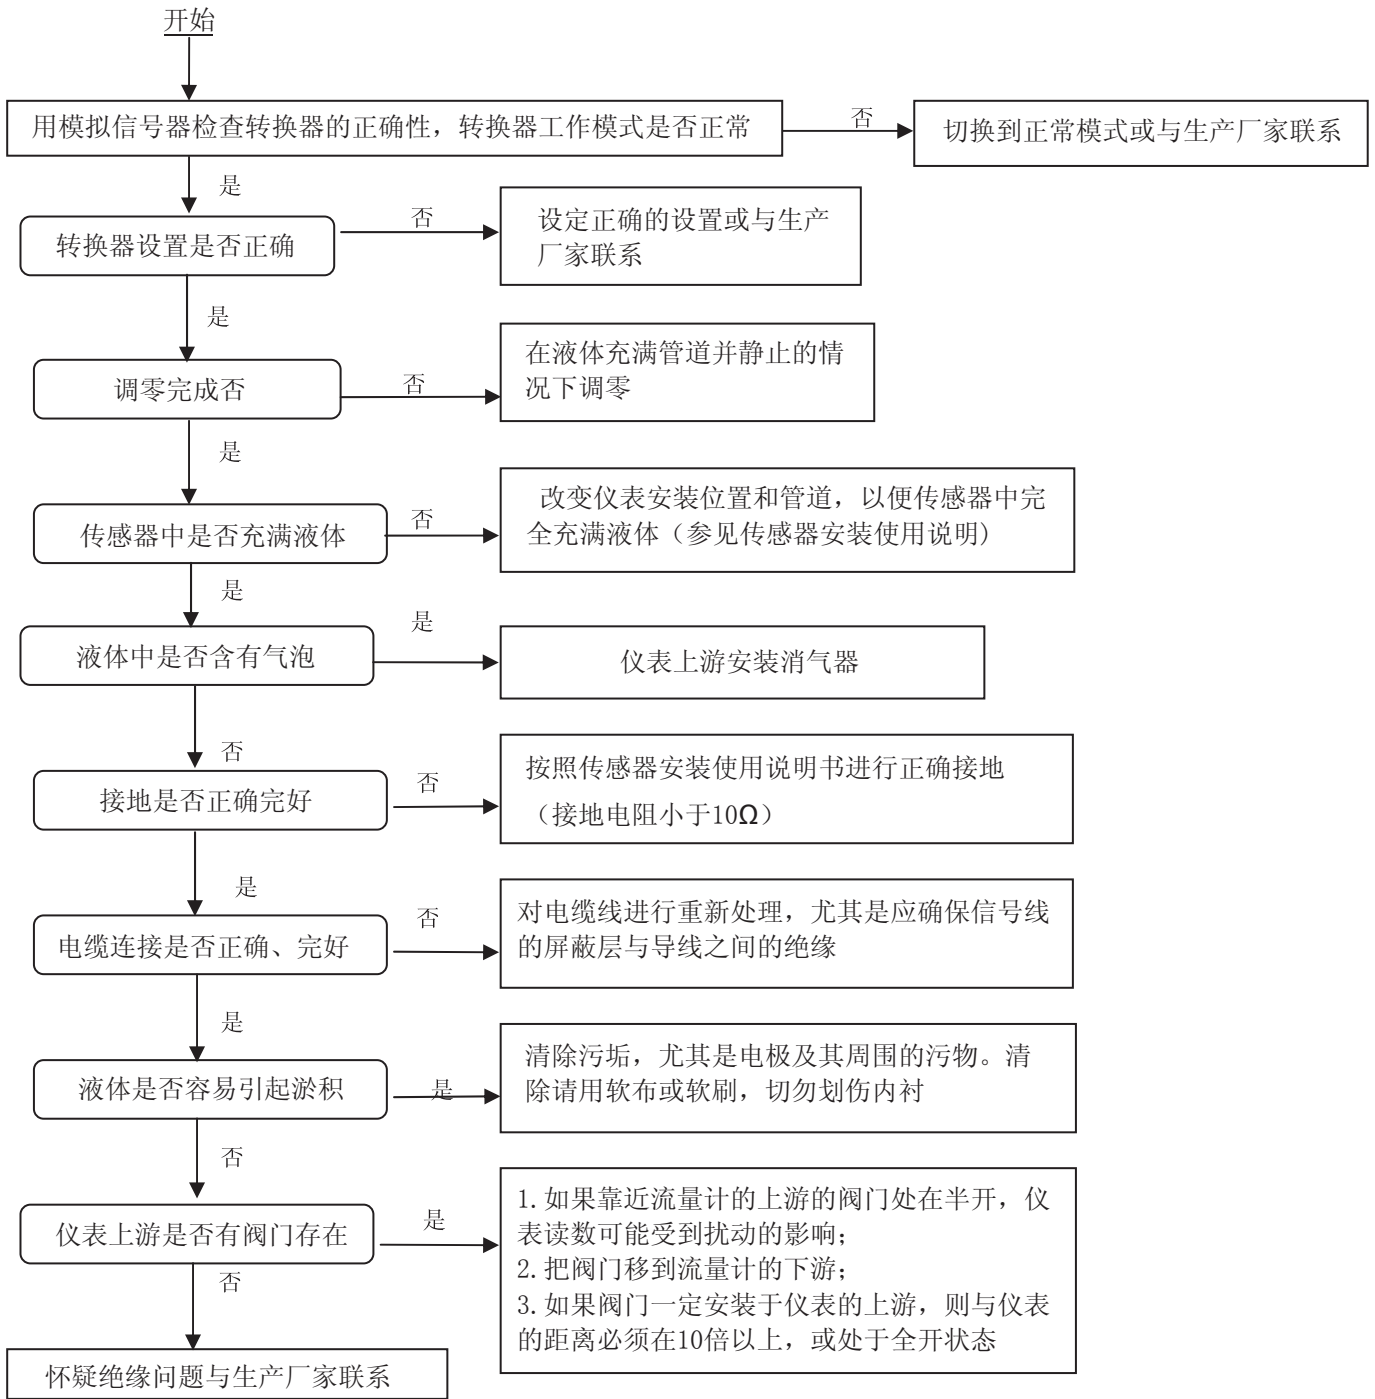 开始
用模拟信号器检查转换器的正确性，转换器工作模式是否正常
否
切换到正常模式或与生产厂家联系
是
转换器设置是否正确
否
设定正确的设置或与生产
厂家联系
是
调零完成否
否
在液体充满管道并静止的情
况下调零
是
传感器中是否充满液体
否
改变仪表安装位置和管道，以便传感器中完
全充满液体（参见传感器安装使用说明)
是
液体中是否含有气泡
是
仪表上游安装消气器
否
接地是否正确完好
否
按照传感器安装使用说明书进行正确接地
（接地电阻小于10Ω）
是
电缆连接是否正确、完好
否
对电缆线进行重新处理，尤其是应确保信号线
的屏蔽层与导线之间的绝缘
是
液体是否容易引起淤积
是
清除污垢，尤其是电极及其周围的污物。清
除请用软布或软刷，切勿划伤内衬
否
仪表上游是否有阀门存在
是
1.如果靠近流量计的上游的阀门处在半开，仪
表读数可能受到扰动的影响；
2.把阀门移到流量计的下游；
3.如果阀门一定安装于仪表的上游，则与仪表
的距离必须在10倍以上，或处于全开状态
否
怀疑绝缘问题与生产厂家联系